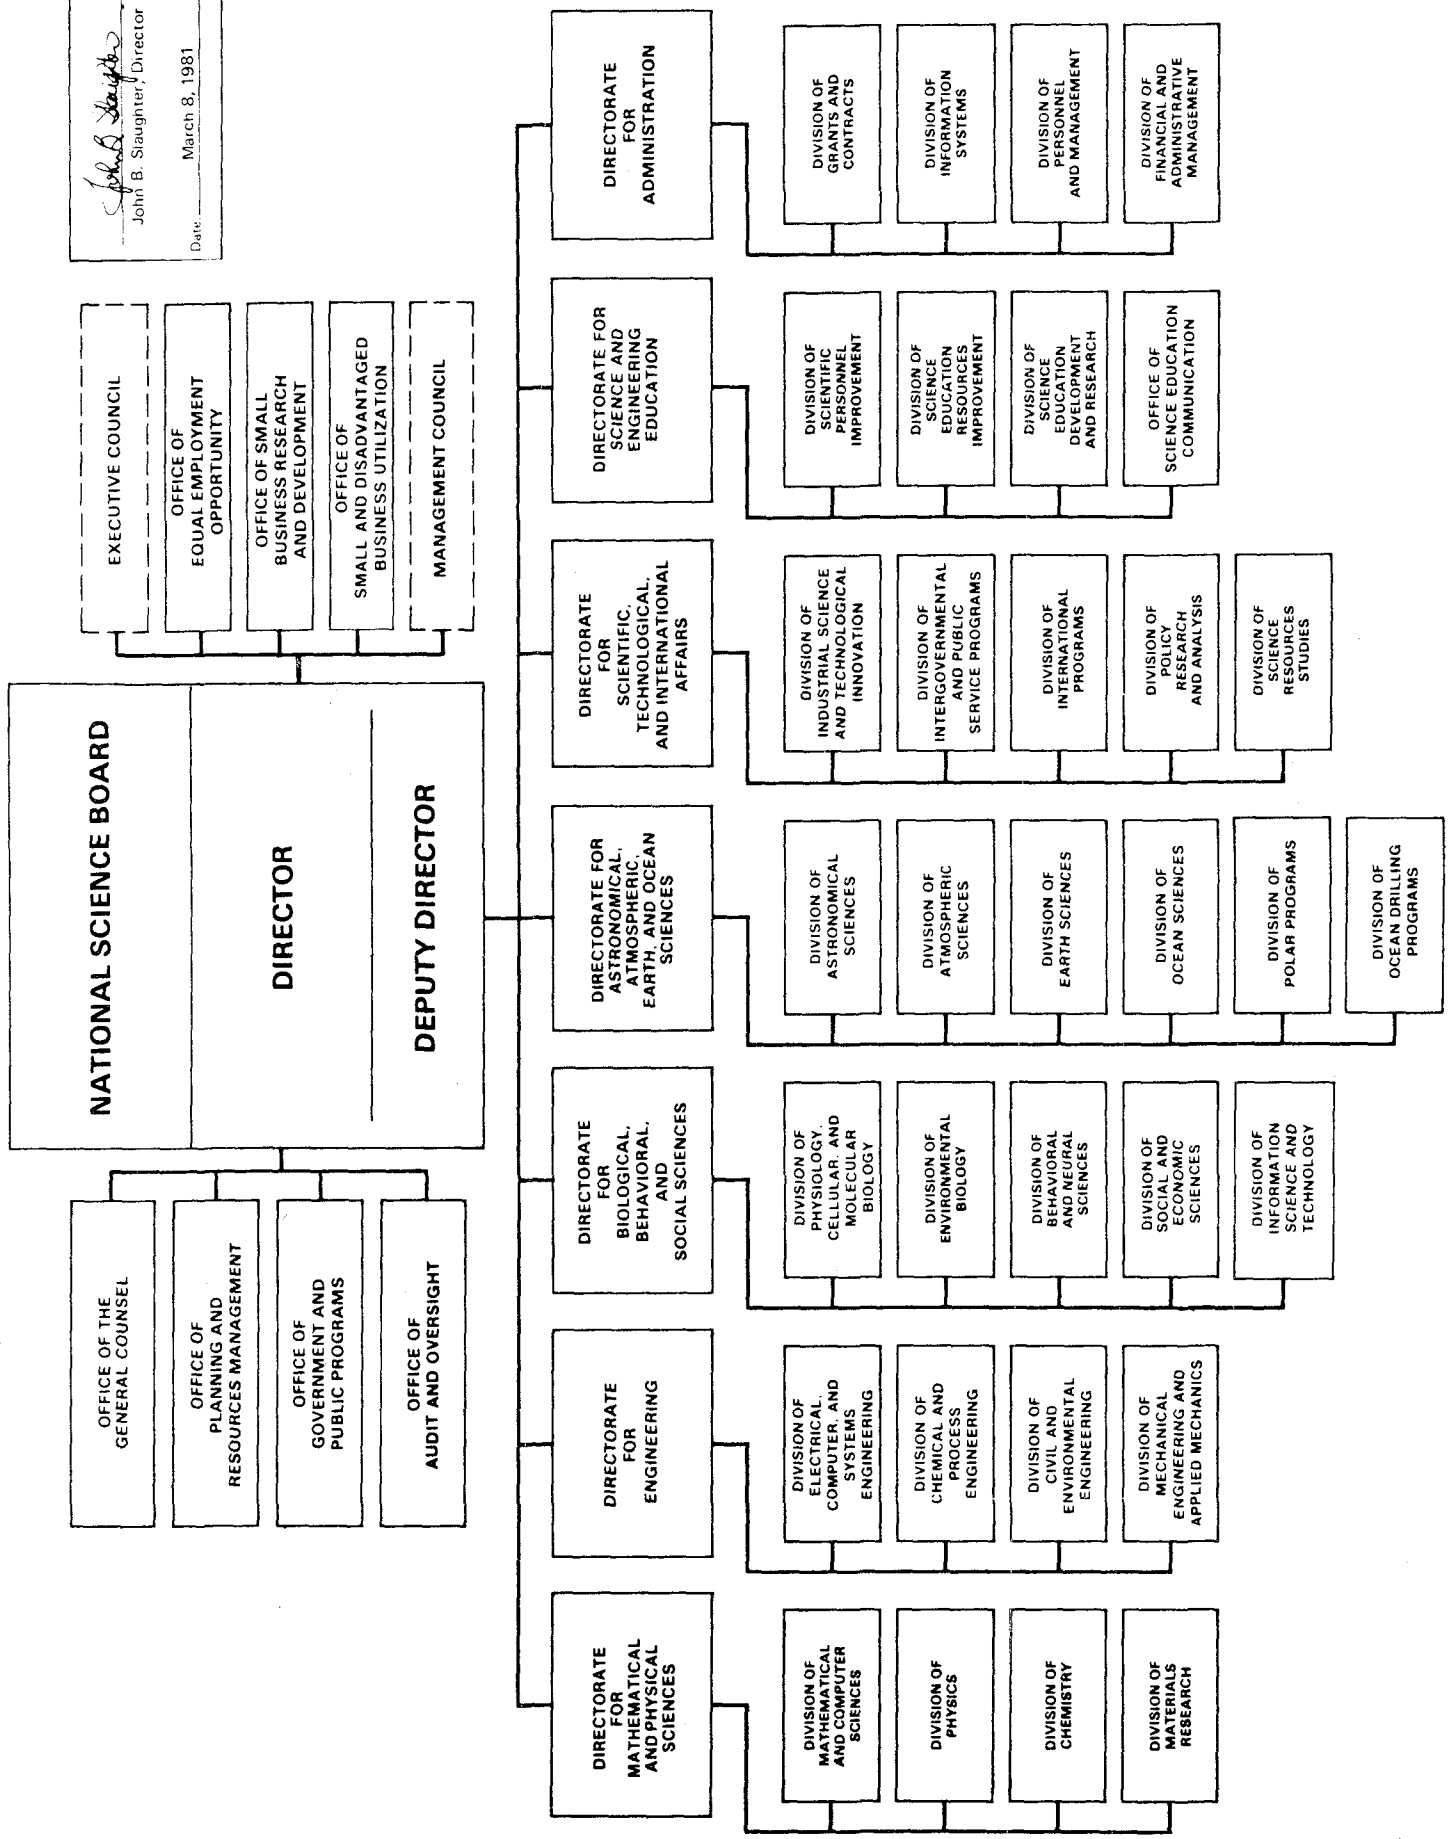 John B Slaughter
John B. Slaughter, Director
Date March 8, 1981
NATIONAL SCIENCE BOARD
DIRECTOR
DEPUTY DIRECTOR
OFFICE OF THE
GENERAL COUNSEL
OFFICE OF
PLANNING AND
RESOURCES MANAGEMENT
OFFICE OF
GOVERNMENT AND
PUBLIC PROGRAMS
OFFICE OF
AUDIT AND OVERSIGHT
EXECUTIVE COUNCIL
OFFICE OF
EQUAL EMPLOYMENT
OPPORTUNITY
OFFICE OF SMALL
BUSINESS RESEARCH
AND DEVELOPMENT
OFFICE OF
SMALL AND DISADVANTAGED
BUSINESS UTILIZATION
MANAGEMENT COUNCIL
DIRECTORATE
FOR
MATHEMATICAL
AND PHYSICAL
SCIENCES
DIVISION OF
MATHEMATICAL
AND COMPUTER
SCIENCES
DIVISION OF
PHYSICS
DIVISION OF
CHEMISTRY
DIVISION OF
MATERIALS
RESEARCH
DIRECTORATE
FOR
ENGINEERING
DIVISION OF
ELECTRICAL,
COMPUTER, AND
SYSTEMS
ENGINEERING
DIVISION OF
CHEMICAL AND
PROCESS
ENGINEERING
DIVISION OF
CIVIL AND
ENVIRONMENTAL
ENGINEERING
DIVISION OF
MECHANICAL
ENGINEERING AND
APPLIED MECHANICS
DIRECTORATE
FOR
BIOLOGICAL,
BEHAVIORAL,
AND
SOCIAL SCIENCES
DIVISION OF
PHYSIOLOGY,
CELLULAR, AND
MOLECULAR
BIOLOGY
DIVISION OF
ENVIRONMENTAL
BIOLOGY
DIVISION OF
BEHAVIORAL
AND NEURAL
SCIENCES
DIVISION OF
SOCIAL AND
ECONOMIC
SCIENCES
DIVISION OF
INFORMATION
SCIENCE AND
TECHNOLOGY
DIRECTORATE FOR
ASTRONOMICAL,
ATMOSPHERIC,
EARTH, AND OCEAN
SCIENCES
DIVISION OF
ASTRONOMICAL
SCIENCES
DIVISION OF
ATMOSPHERIC
SCIENCES
DIVISION OF
EARTH SCIENCES
DIVISION OF
OCEAN SCIENCES
DIVISION OF
POLAR PROGRAMS
DIVISION OF
OCEAN DRILLING
PROGRAMS
DIRECTORATE
FOR
SCIENTIFIC,
TECHNOLOGICAL,
AND INTERNATIONAL
AFFAIRS
DIVISION OF
INDUSTRIAL SCIENCE
AND TECHNOLOGICAL
INNOVATION
DIVISION OF
INTERGOVERNMENTAL
AND PUBLIC
SERVICE PROGRAMS
DIVISION OF
INTERNATIONAL
PROGRAMS
DIVISION OF
POLICY
RESEARCH
AND ANALYSIS
DIVISION OF
SCIENCE
RESOURCES
STUDIES
DIRECTORATE FOR
SCIENCE AND
ENGINEERING
EDUCATION
DIVISION OF
SCIENTIFIC
PERSONNEL
IMPROVEMENT
DIVISION OF
SCIENCE
EDUCATION
RESOURCES
IMPROVEMENT
DIVISION OF
SCIENCE
EDUCATION
DEVELOPMENT
AND RESEARCH
OFFICE OF
SCIENCE EDUCATION
COMMUNICATION
DIRECTORATE
FOR
ADMINISTRATION
DIVISION OF
GRANTS AND
CONTRACTS
DIVISION OF
INFORMATION
SYSTEMS
DIVISION OF
PERSONNEL
AND MANAGEMENT
DIVISION OF
FINANCIAL AND
ADMINISTRATIVE
MANAGEMENT